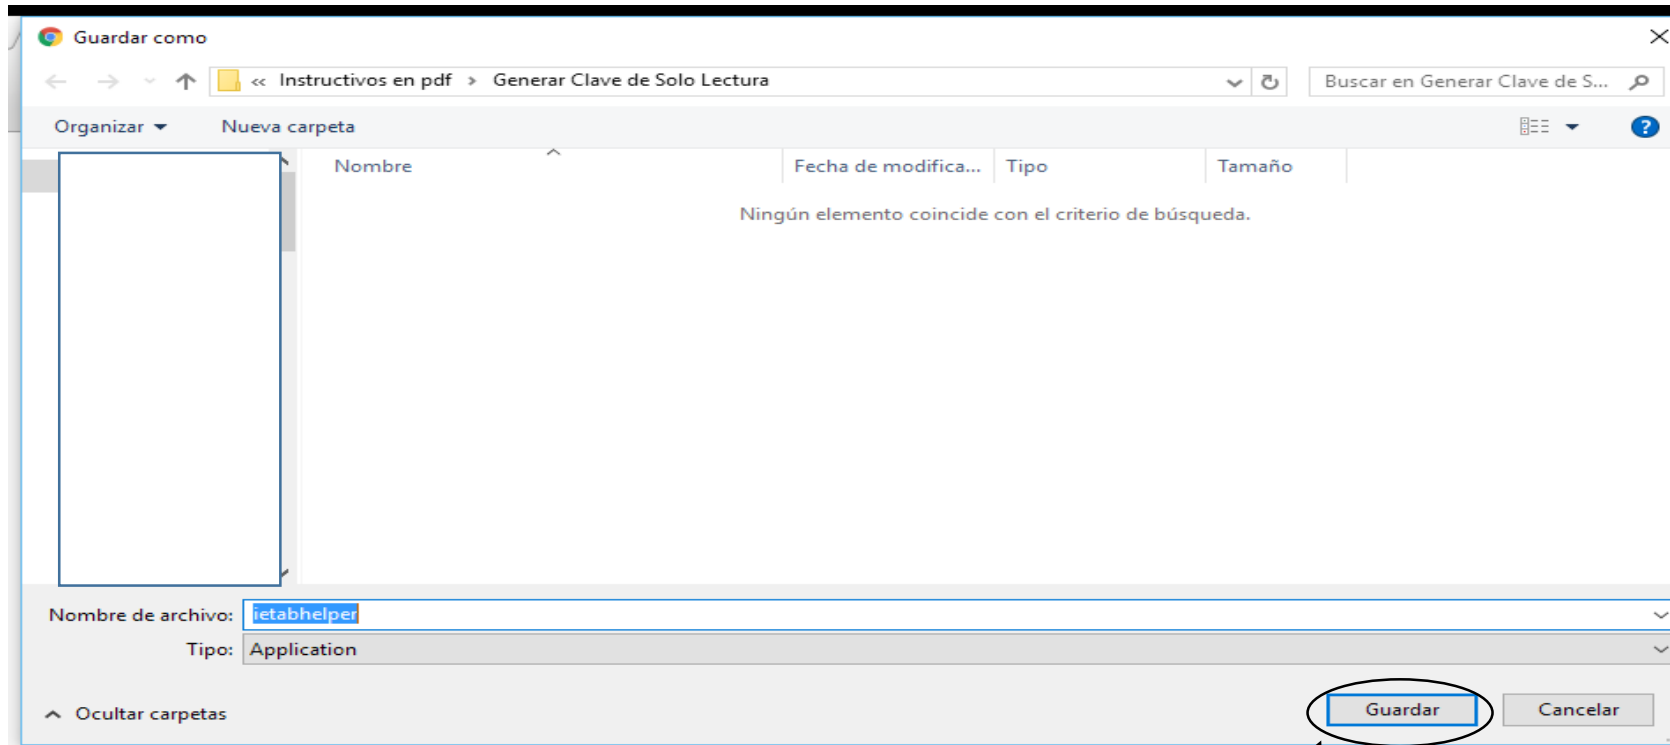 Guardar como
« Instructivos en pdf > Generar Clave de Solo Lectura
Buscar en Generar Clave de S...
Organizar
Nueva carpeta
?
Nombre
Fecha de modifica...
Tipo
Tamaño
Ningún elemento coincide con el criterio de búsqueda.
Nombre de archivo: ietabhelper
Tipo: Application
Ocultar carpetas
Guardar
Cancelar